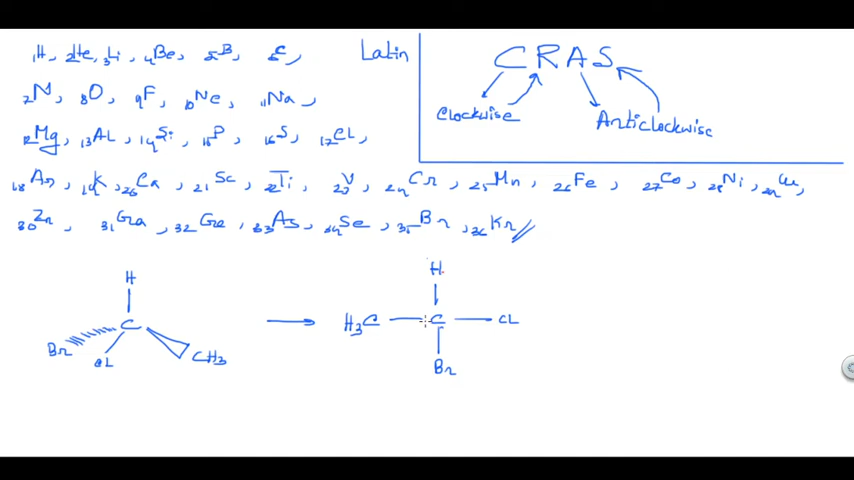 1H, 2He, 3Li, 4Be, 5B, 6C, Latin
7N, 8O, 9F, 10Ne, 11Na,
12Mg, 13Al, 14Si, 15P, 16S, 17CL,
18Ar, 19K, 20Ca, 21Sc, 22Ti, 23V, 24Cr, 25Mn, 26Fe, 27Co, 28Ni, 29Cu,
30Zn, 31Ga, 32Ge, 33As, 34Se, 35Br, 36Kr
CRAS
Clockwise
Anticlockwise
H
C
Br
CL
CH3
H
H3C C CL
Br